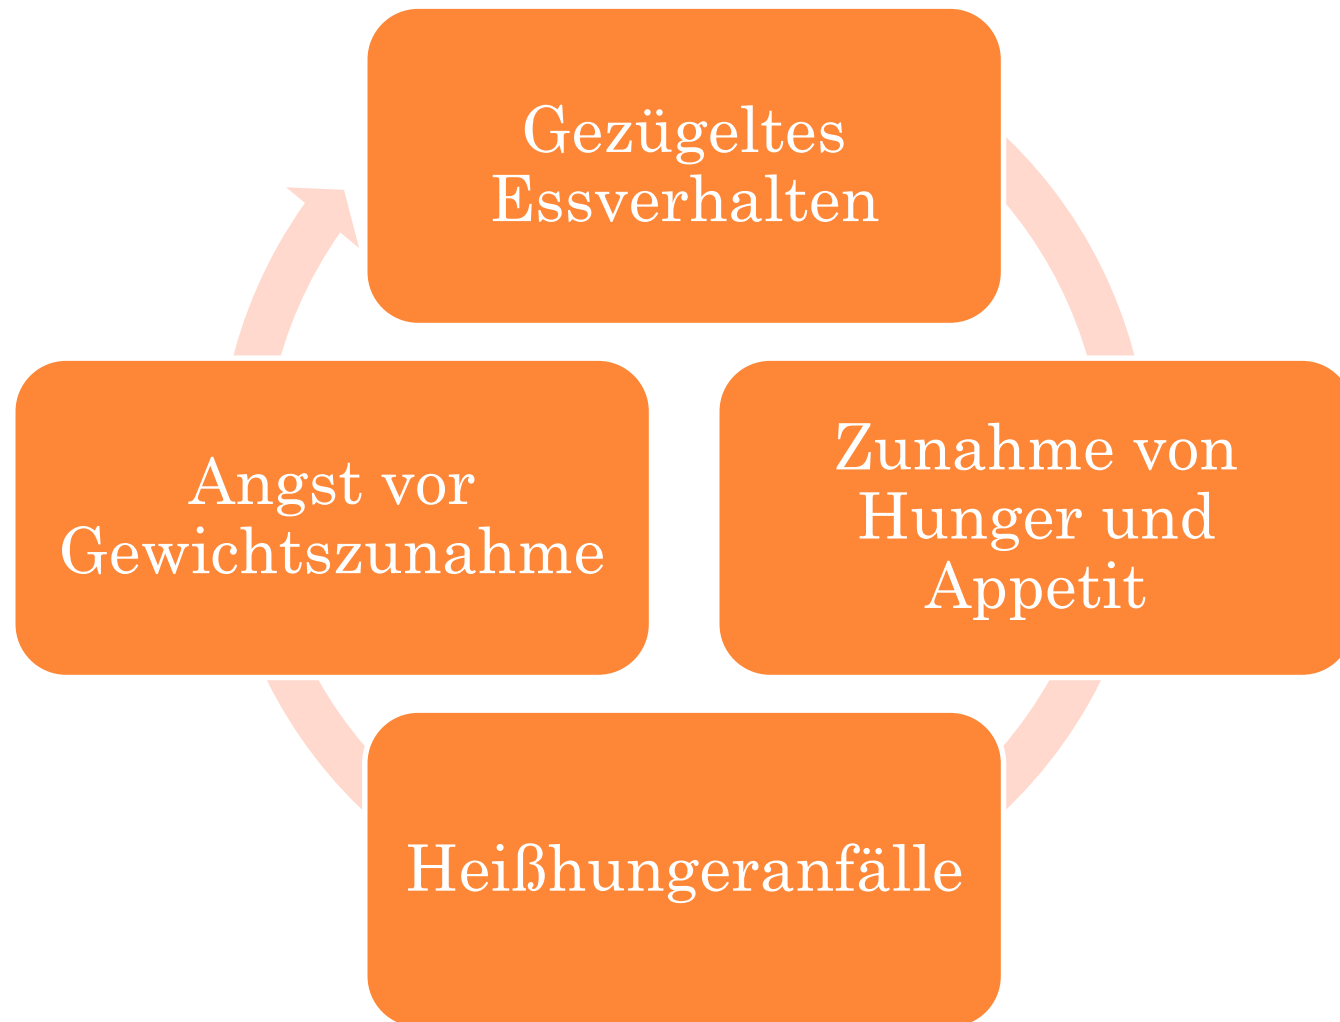 Gezügeltes
Essverhalten
Zunahme von
Hunger und
Appetit
Heißhungeranfälle
Angst vor
Gewichtszunahme